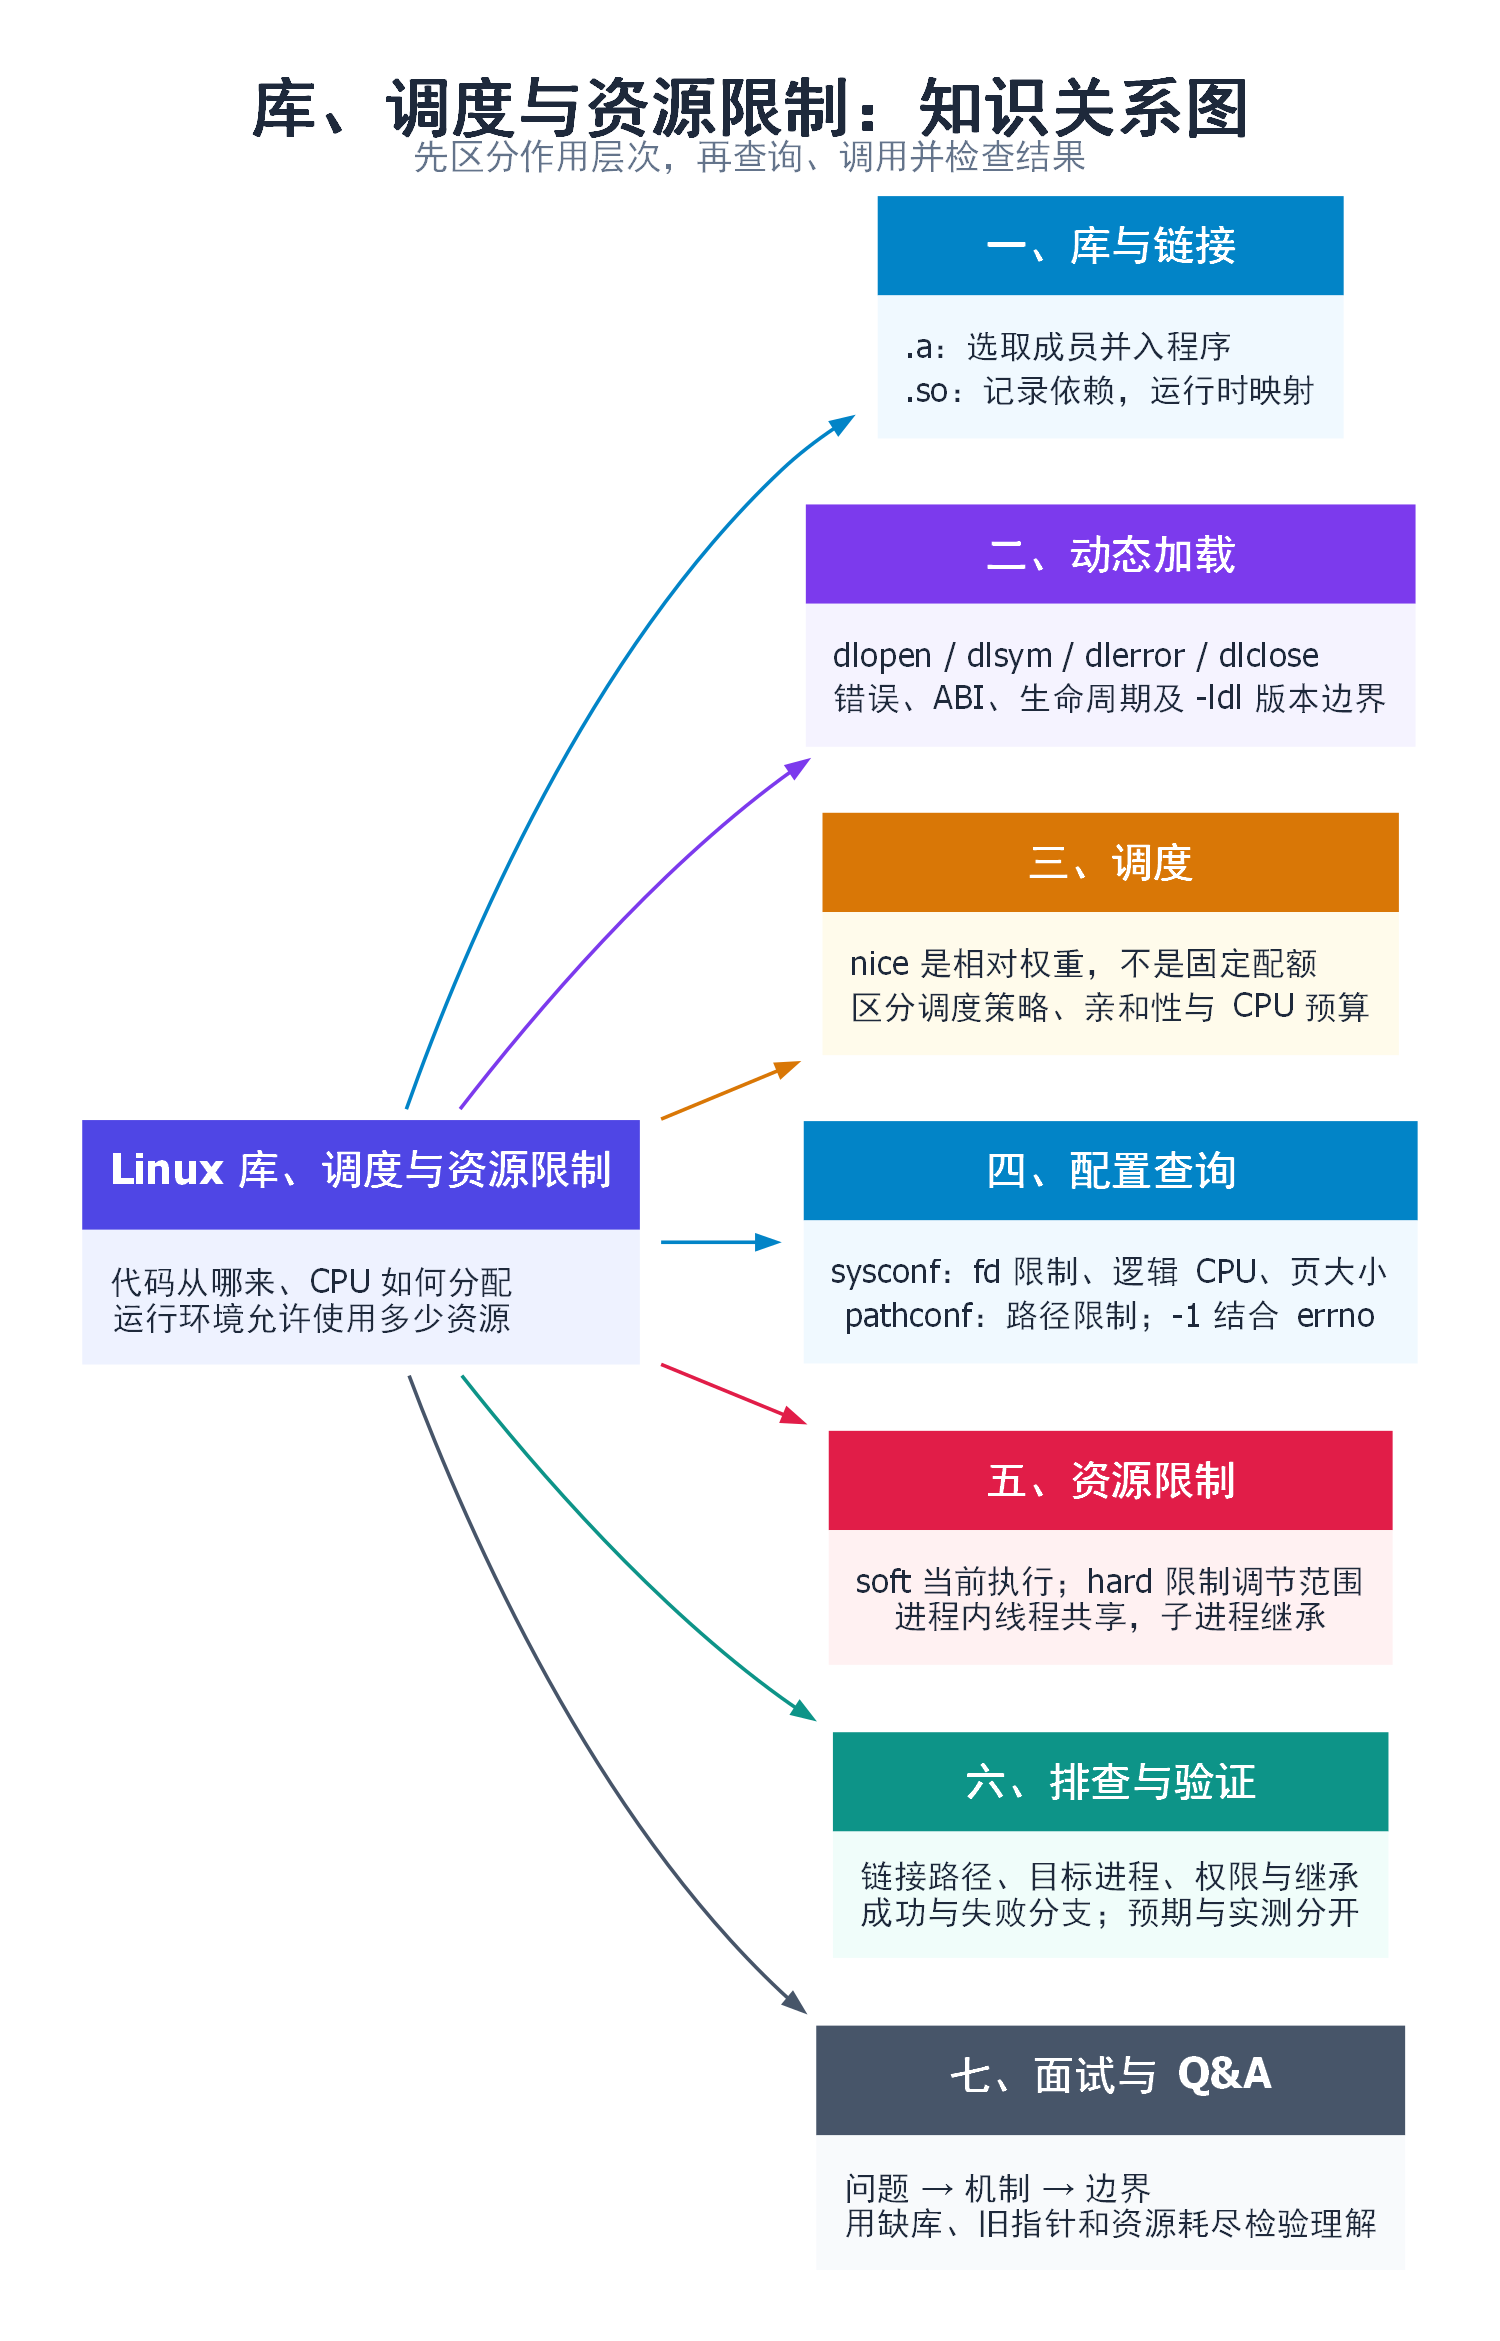 库、调度与资源限制：知识关系图
先区分作用层次，再查询、调用并检查结果
一、库与链接
.a：选取成员并入程序
.so：记录依赖，运行时映射
二、动态加载
dlopen / dlsym / dlerror / dlclose
错误、ABI、生命周期及 -ldl 版本边界
三、调度
nice 是相对权重，不是固定配额
区分调度策略、亲和性与 CPU 预算
Linux 库、调度与资源限制
代码从哪来、CPU 如何分配
运行环境允许使用多少资源
四、配置查询
sysconf：fd 限制、逻辑 CPU、页大小
pathconf：路径限制；-1 结合 errno
五、资源限制
soft 当前执行；hard 限制调节范围
进程内线程共享，子进程继承
六、排查与验证
链接路径、目标进程、权限与继承
成功与失败分支；预期与实测分开
七、面试与 Q&A
问题 → 机制 → 边界
用缺库、旧指针和资源耗尽检验理解